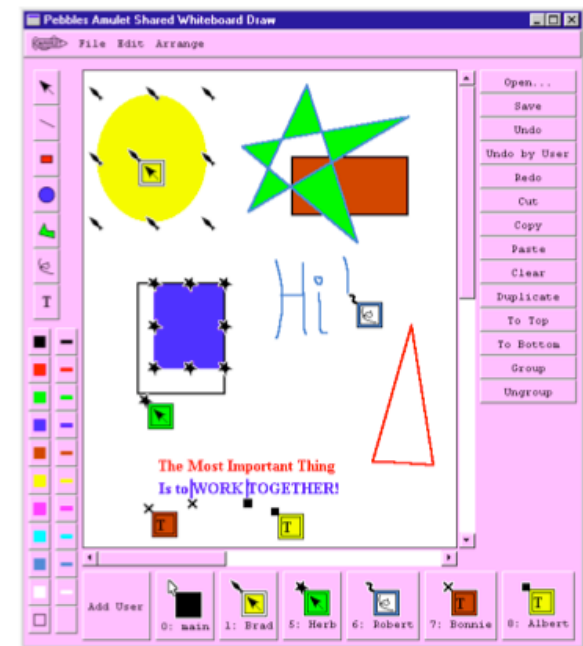 Pebbles Amulet Shared Whiteboard Draw
File Edit Arrange
Open...
Save
Undo
Undo by User
Redo
Cut
Copy
Paste
Clear
Duplicate
To Top
To Bottom
Group
Ungroup
T
Hi!
The Most Important Thing
Is to WORK TOGETHER!
T
T
Add User
0: main
1: Brad
5: Herb
6: Robert
7: Bonnie
8: Albert
T
T